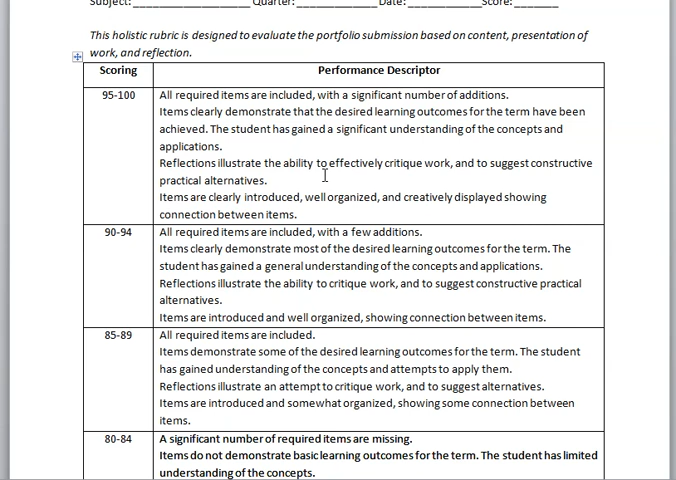 Subject:____________________ Quarter:______________ Date:_____________Score:________
This holistic rubric is designed to evaluate the portfolio submission based on content, presentation of
work, and reflection.
Scoring Performance Descriptor
95-100 All required items are included, with a significant number of additions.
Items clearly demonstrate that the desired learning outcomes for the term have been
achieved. The student has gained a significant understanding of the concepts and
applications.
Reflections illustrate the ability to effectively critique work, and to suggest constructive
practical alternatives.
Items are clearly introduced, well organized, and creatively displayed showing
connection between items.
90-94 All required items are included, with a few additions.
Items clearly demonstrate most of the desired learning outcomes for the term. The
student has gained a general understanding of the concepts and applications.
Reflections illustrate the ability to critique work, and to suggest constructive practical
alternatives.
Items are introduced and well organized, showing connection between items.
85-89 All required items are included.
Items demonstrate some of the desired learning outcomes for the term. The student
has gained understanding of the concepts and attempts to apply them.
Reflections illustrate an attempt to critique work, and to suggest alternatives.
Items are introduced and somewhat organized, showing some connection between
items.
80-84 A significant number of required items are missing.
Items do not demonstrate basic learning outcomes for the term. The student has limited
understanding of the concepts.